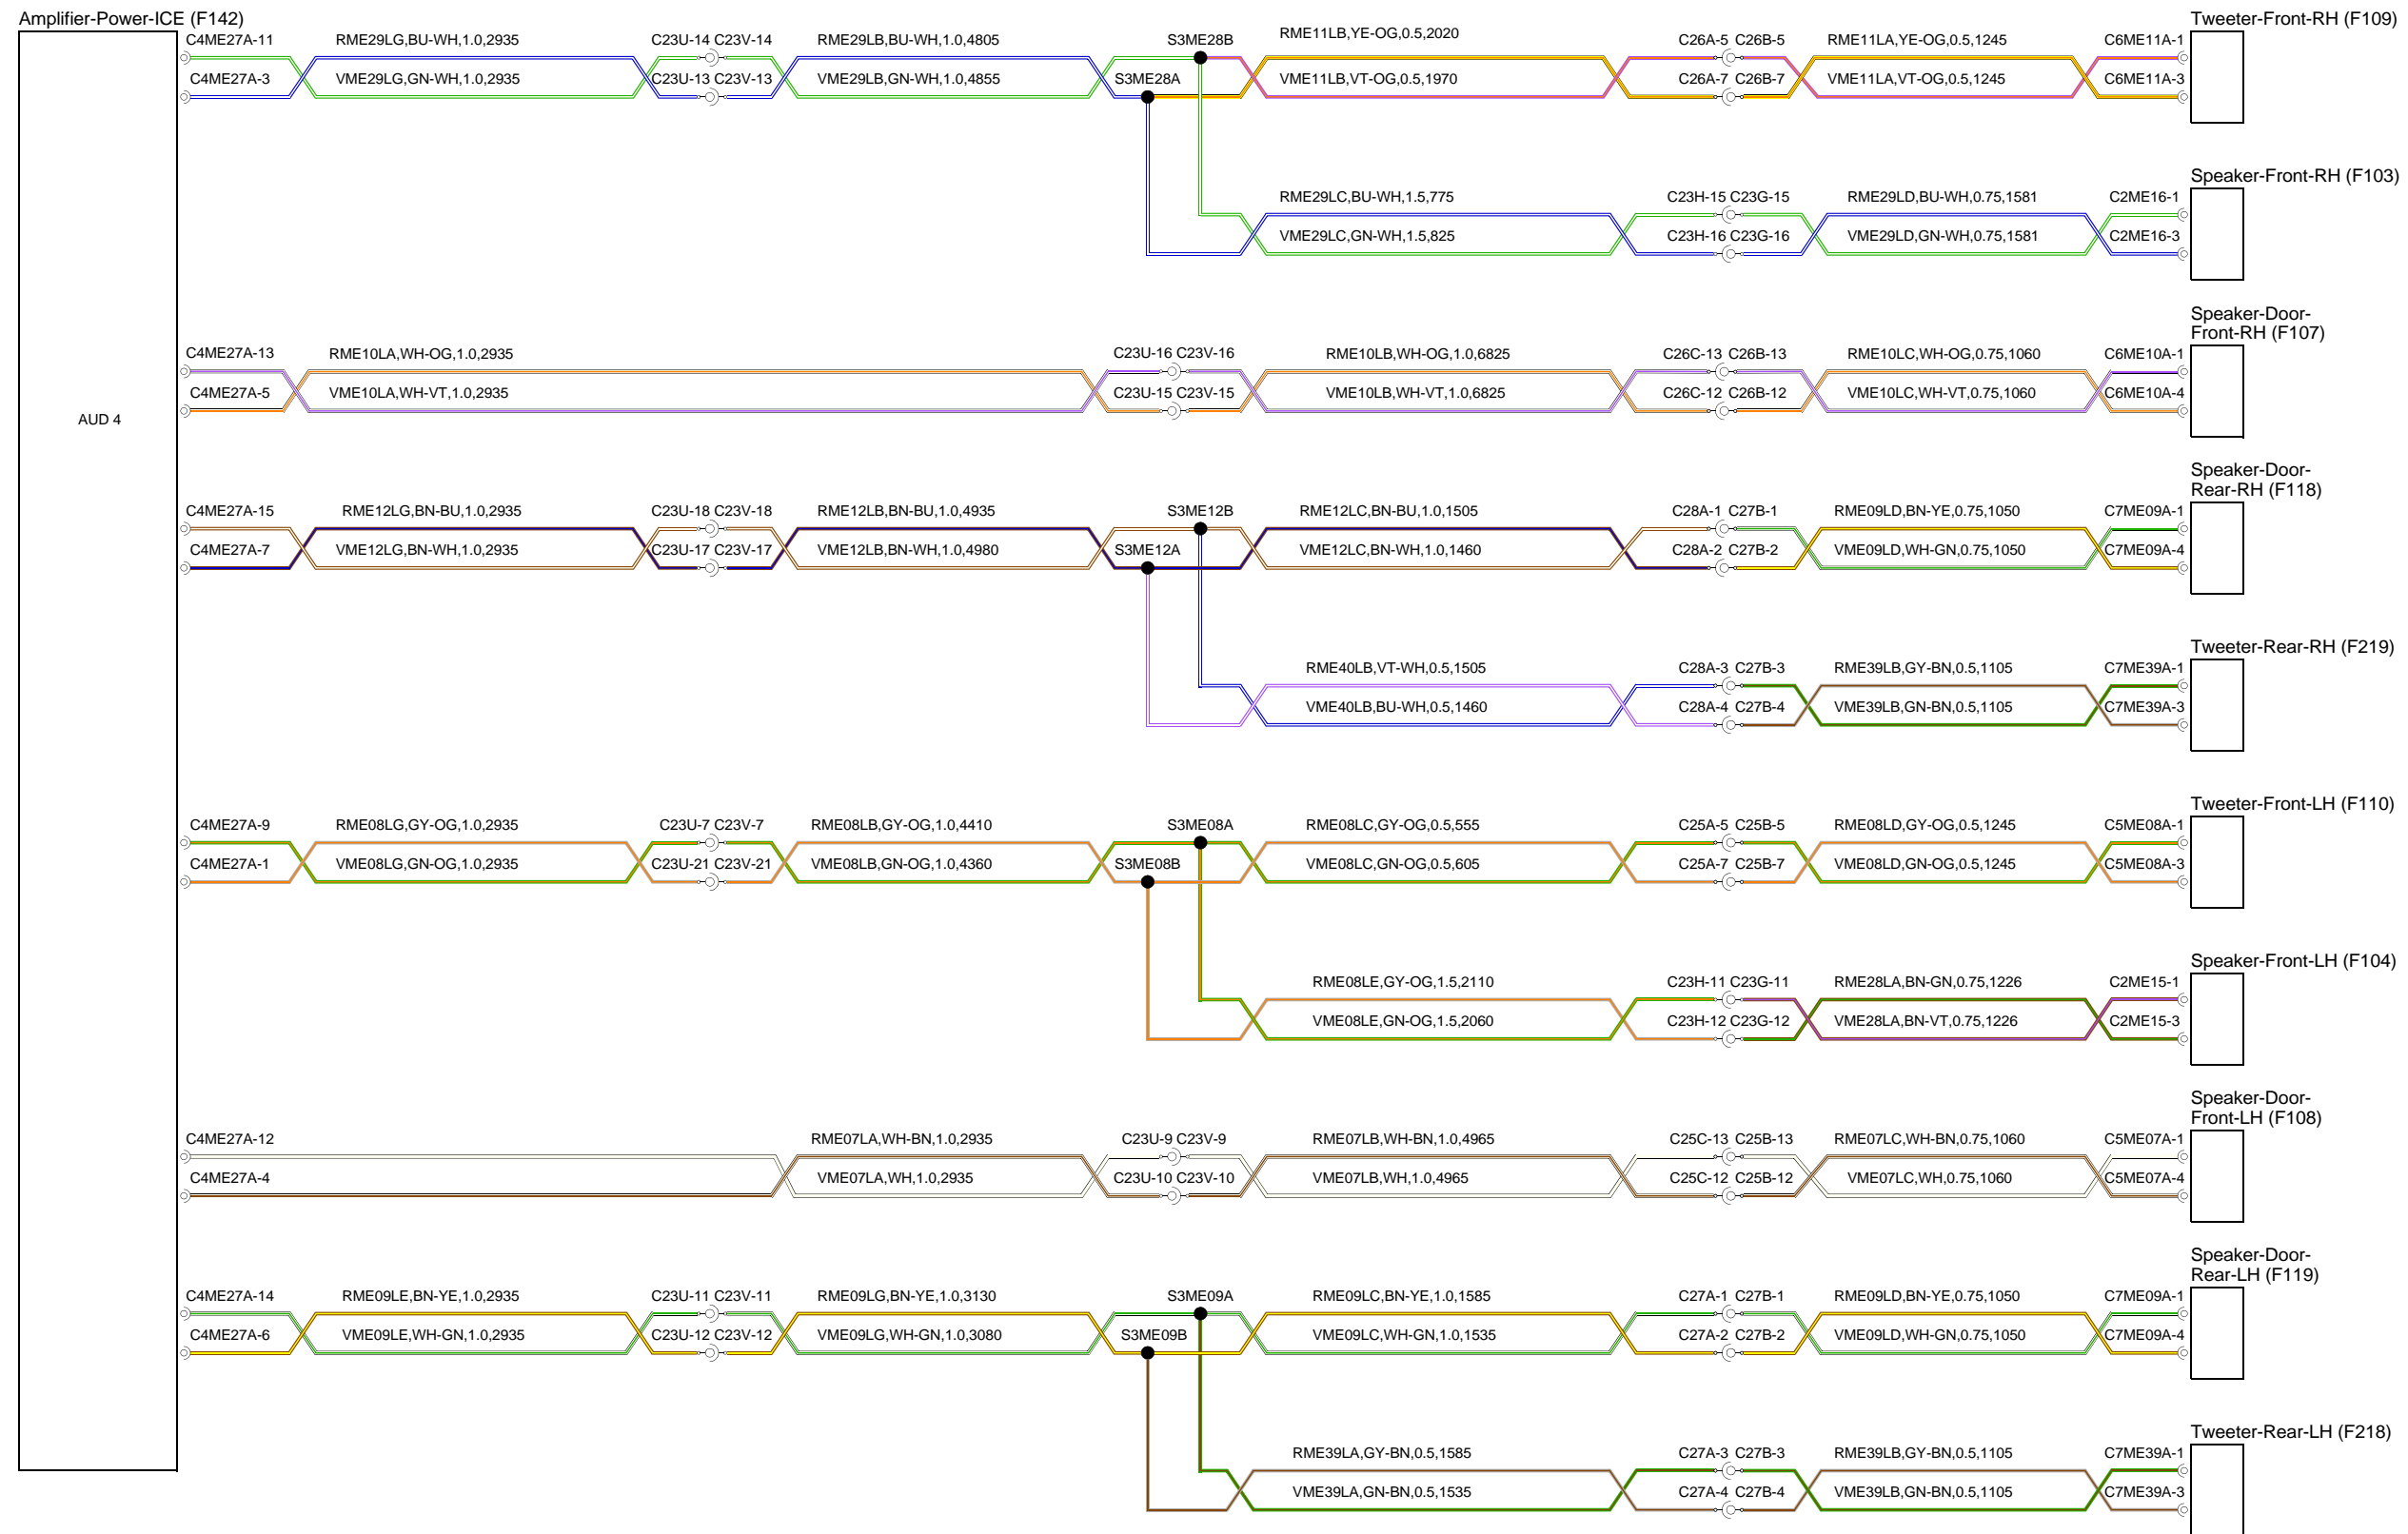 Amplifier-Power-ICE (F142)
AUD 4
C4ME27A-11 RME29LG,BU-WH,1.0,2935 C23U-14 C23V-14 RME29LB,BU-WH,1.0,4805 S3ME28B RME11LB,YE-OG,0.5,2020 C26A-5 C26B-5 RME11LA,YE-OG,0.5,1245 C6ME11A-1 Tweeter-Front-RH (F109)
C4ME27A-3 VME29LG,GN-WH,1.0,2935 C23U-13 C23V-13 VME29LB,GN-WH,1.0,4855 S3ME28A VME11LB,VT-OG,0.5,1970 C26A-7 C26B-7 VME11LA,VT-OG,0.5,1245 C6ME11A-3
Speaker-Front-RH (F103)
RME29LC,BU-WH,1.5,775 C23H-15 C23G-15 RME29LD,BU-WH,0.75,1581 C2ME16-1
VME29LC,GN-WH,1.5,825 C23H-16 C23G-16 VME29LD,GN-WH,0.75,1581 C2ME16-3
Speaker-Door-
Front-RH (F107)
C4ME27A-13 RME10LA,WH-OG,1.0,2935 C23U-16 C23V-16 RME10LB,WH-OG,1.0,6825 C26C-13 C26B-13 RME10LC,WH-OG,0.75,1060 C6ME10A-1
C4ME27A-5 VME10LA,WH-VT,1.0,2935 C23U-15 C23V-15 VME10LB,WH-VT,1.0,6825 C26C-12 C26B-12 VME10LC,WH-VT,0.75,1060 C6ME10A-4
Speaker-Door-
Rear-RH (F118)
C4ME27A-15 RME12LG,BN-BU,1.0,2935 C23U-18 C23V-18 RME12LB,BN-BU,1.0,4935 S3ME12B RME12LC,BN-BU,1.0,1505 C28A-1 C27B-1 RME09LD,BN-YE,0.75,1050 C7ME09A-1
C4ME27A-7 VME12LG,BN-WH,1.0,2935 C23U-17 C23V-17 VME12LB,BN-WH,1.0,4980 S3ME12A VME12LC,BN-WH,1.0,1460 C28A-2 C27B-2 VME09LD,WH-GN,0.75,1050 C7ME09A-4
Tweeter-Rear-RH (F219)
RME40LB,VT-WH,0.5,1505 C28A-3 C27B-3 RME39LB,GY-BN,0.5,1105 C7ME39A-1
VME40LB,BU-WH,0.5,1460 C28A-4 C27B-4 VME39LB,GN-BN,0.5,1105 C7ME39A-3
Tweeter-Front-LH (F110)
C4ME27A-9 RME08LG,GY-OG,1.0,2935 C23U-7 C23V-7 RME08LB,GY-OG,1.0,4410 S3ME08A RME08LC,GY-OG,0.5,555 C25A-5 C25B-5 RME08LD,GY-OG,0.5,1245 C5ME08A-1
C4ME27A-1 VME08LG,GN-OG,1.0,2935 C23U-21 C23V-21 VME08LB,GN-OG,1.0,4360 S3ME08B VME08LC,GN-OG,0.5,605 C25A-7 C25B-7 VME08LD,GN-OG,0.5,1245 C5ME08A-3
Speaker-Front-LH (F104)
RME08LE,GY-OG,1.5,2110 C23H-11 C23G-11 RME28LA,BN-GN,0.75,1226 C2ME15-1
VME08LE,GN-OG,1.5,2060 C23H-12 C23G-12 VME28LA,BN-VT,0.75,1226 C2ME15-3
Speaker-Door-
Front-LH (F108)
C4ME27A-12 RME07LA,WH-BN,1.0,2935 C23U-9 C23V-9 RME07LB,WH-BN,1.0,4965 C25C-13 C25B-13 RME07LC,WH-BN,0.75,1060 C5ME07A-1
C4ME27A-4 VME07LA,WH,1.0,2935 C23U-10 C23V-10 VME07LB,WH,1.0,4965 C25C-12 C25B-12 VME07LC,WH,0.75,1060 C5ME07A-4
Speaker-Door-
Rear-LH (F119)
C4ME27A-14 RME09LE,BN-YE,1.0,2935 C23U-11 C23V-11 RME09LG,BN-YE,1.0,3130 S3ME09A RME09LC,BN-YE,1.0,1585 C27A-1 C27B-1 RME09LD,BN-YE,0.75,1050 C7ME09A-1
C4ME27A-6 VME09LE,WH-GN,1.0,2935 C23U-12 C23V-12 VME09LG,WH-GN,1.0,3080 S3ME09B VME09LC,WH-GN,1.0,1535 C27A-2 C27B-2 VME09LD,WH-GN,0.75,1050 C7ME09A-4
Tweeter-Rear-LH (F218)
RME39LA,GY-BN,0.5,1585 C27A-3 C27B-3 RME39LB,GY-BN,0.5,1105 C7ME39A-1
VME39LA,GN-BN,0.5,1535 C27A-4 C27B-4 VME39LB,GN-BN,0.5,1105 C7ME39A-3